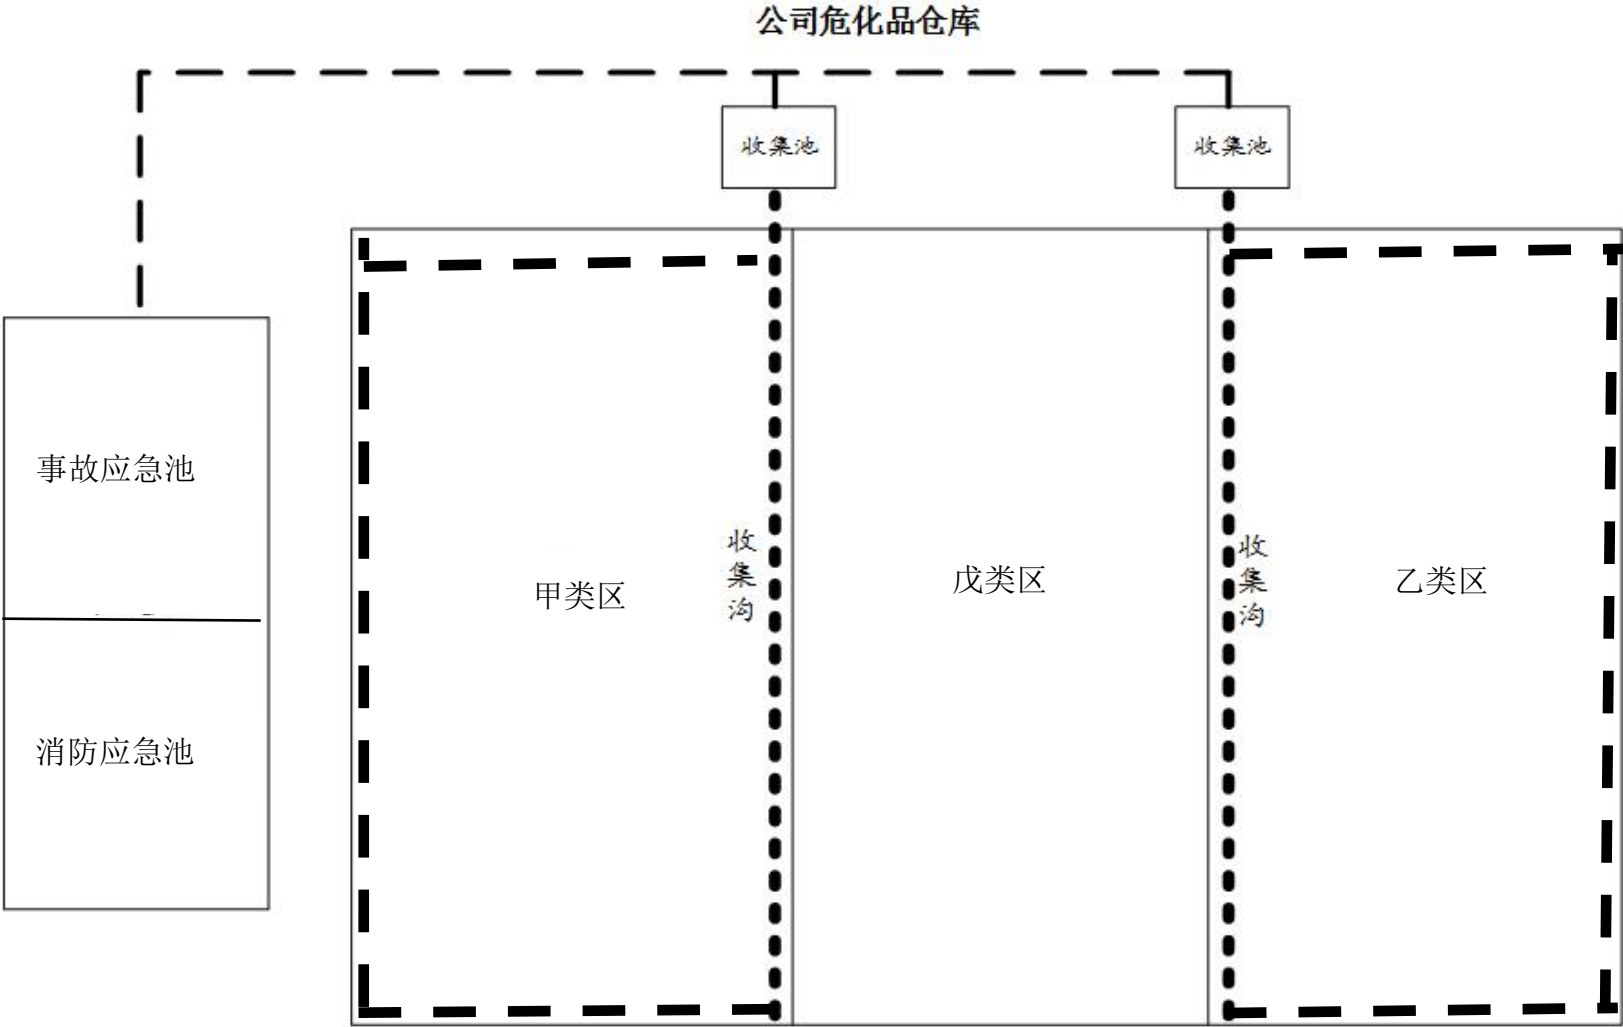 公司危化品仓库
收集池
收集池
事故应急池
消防应急池
甲类区
收集沟
戊类区
收集沟
乙类区